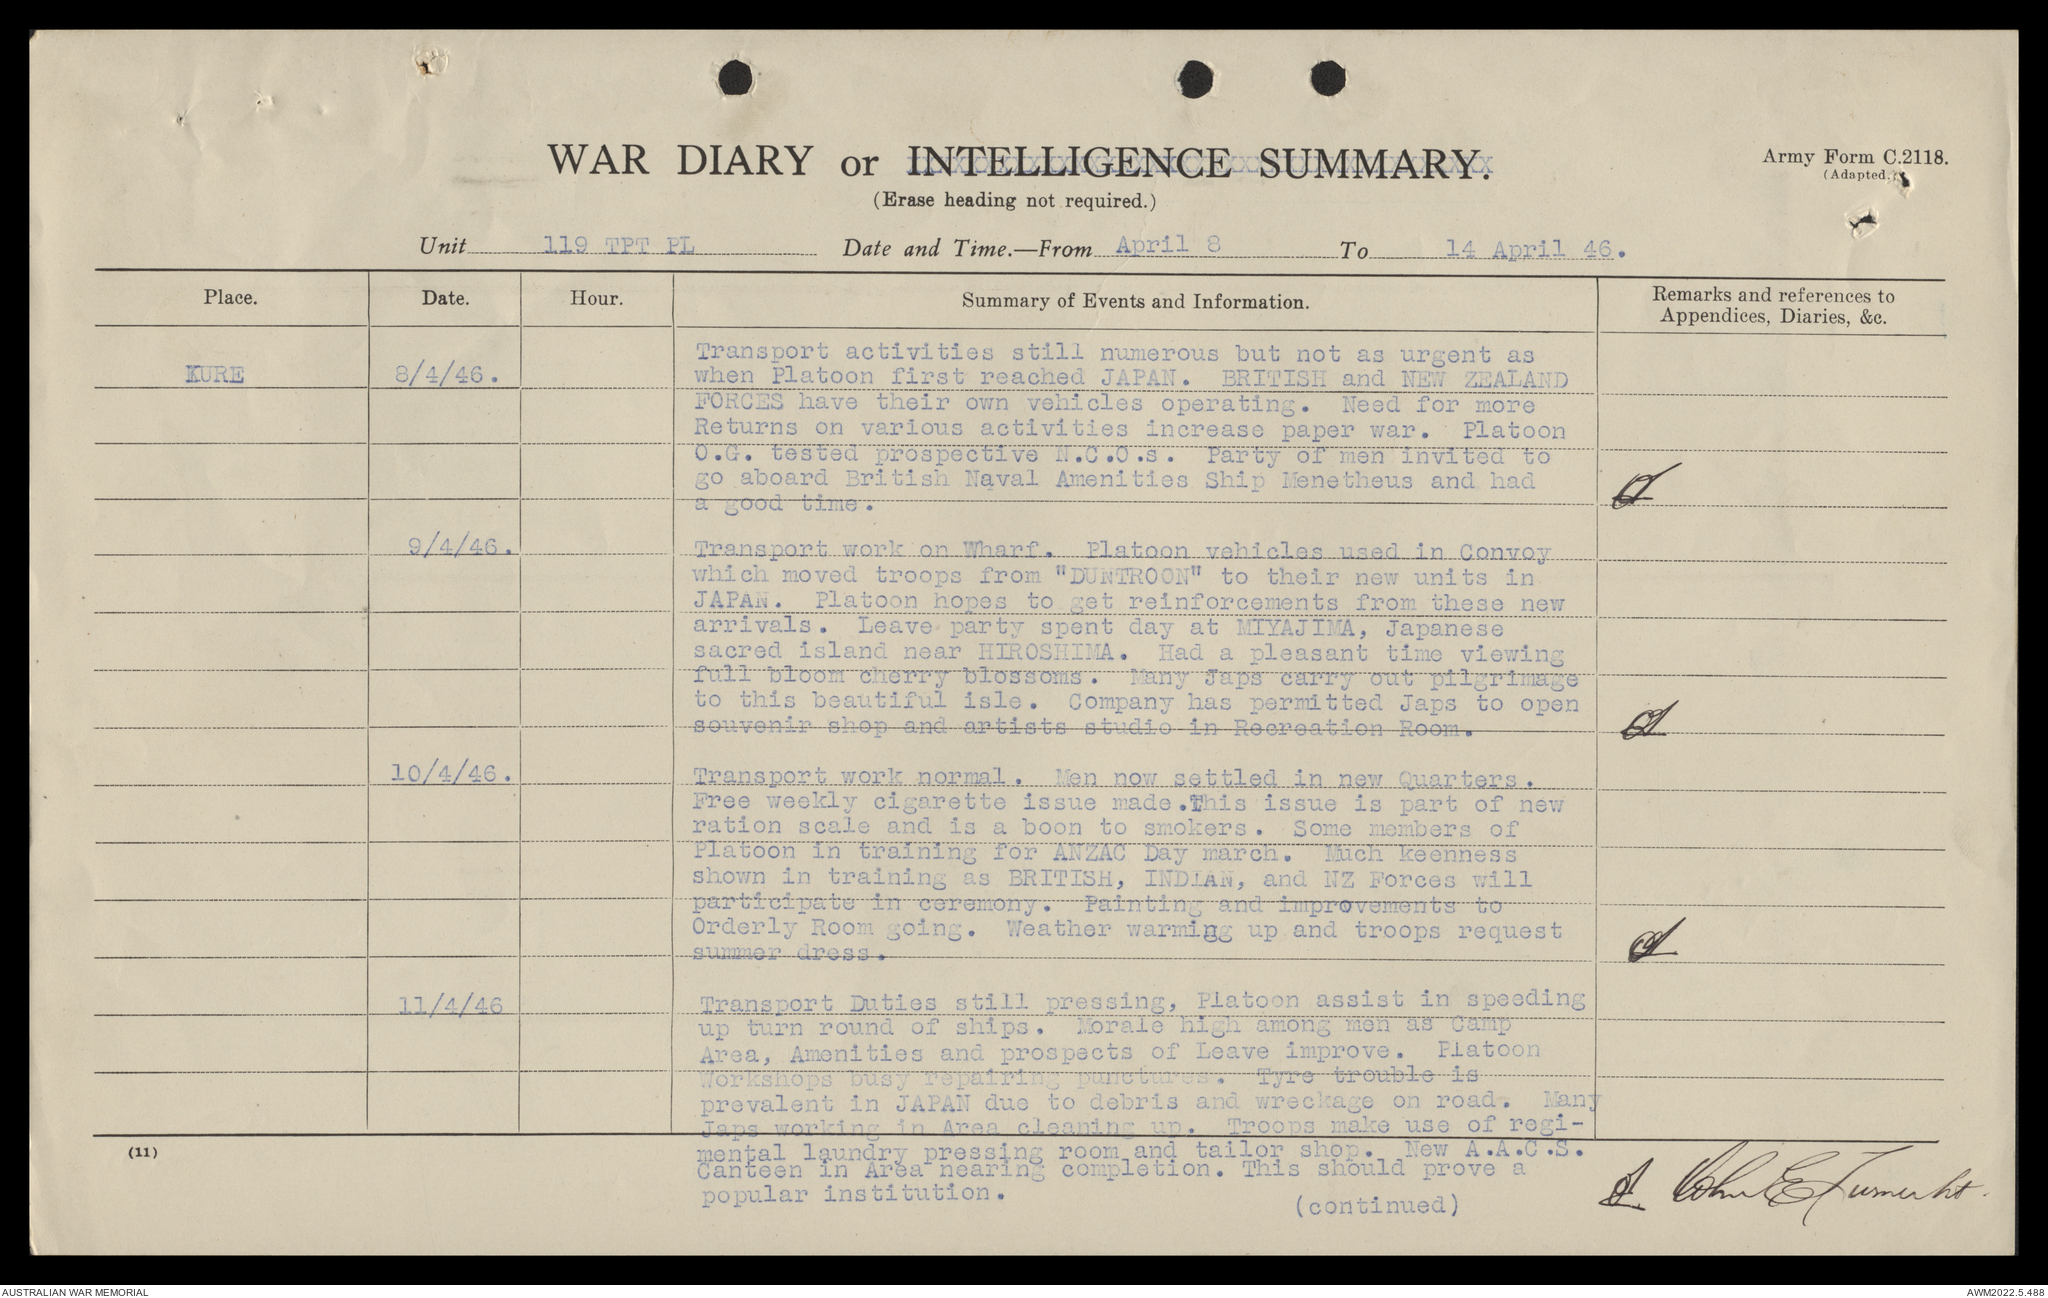 WAR DIARY or INTELLIGENCE SUMMARY.
(Erase heading not required.)
Army Form C.2118.
(Adapted.)
Unit 119 TPT PL Date and Time.—From April 8 To 14 April 46.
Place. Date. Hour. Summary of Events and Information. Remarks and references to
Appendices, Diaries, &c.
KURE 8/4/46. Transport activities still numerous but not as urgent as
when Platoon first reached JAPAN. BRITISH and NEW ZEALAND
FORCES have their own vehicles operating. Need for more
Returns on various activities increase paper war. Platoon
O.G. tested prospective N.C.O.s. Party of men invited to
go aboard British Naval Amenities Ship Menetheus and had
a good time.
9/4/46. Transport work on Wharf. Platoon vehicles used in Convoy
which moved troops from "DUNTROON" to their new units in
JAPAN. Platoon hopes to get reinforcements from these new
arrivals. Leave party spent day at MIYAJIMA, Japanese
sacred island near HIROSHIMA. Had a pleasant time viewing
full bloom cherry blossoms. Many Japs carry out pilgrimage
to this beautiful isle. Company has permitted Japs to open
souvenir shop and artists studio in Recreation Room.
10/4/46. Transport work normal. Men now settled in new Quarters.
Free weekly cigarette issue made.This issue is part of new
ration scale and is a boon to smokers. Some members of
Platoon in training for ANZAC Day march. Much keenness
shown in training as BRITISH, INDIAN, and NZ Forces will
participate in ceremony. Painting and improvements to
Orderly Room going. Weather warming up and troops request
summer dress.
11/4/46 Transport Duties still pressing, Platoon assist in speeding
up turn round of ships. Morale high among men as Camp
Area, Amenities and prospects of Leave improve. Platoon
Workshops busy repairing punctures. Tyre trouble is
prevalent in JAPAN due to debris and wreckage on road. Many
Japs working in Area cleaning up. Troops make use of regi-
mental laundry pressing room and tailor shop. New A.A.C.S.
Canteen in Area nearing completion. This should prove a
popular institution.
(continued)
(11)
AUSTRALIAN WAR MEMORIAL
AWM2022.5.488